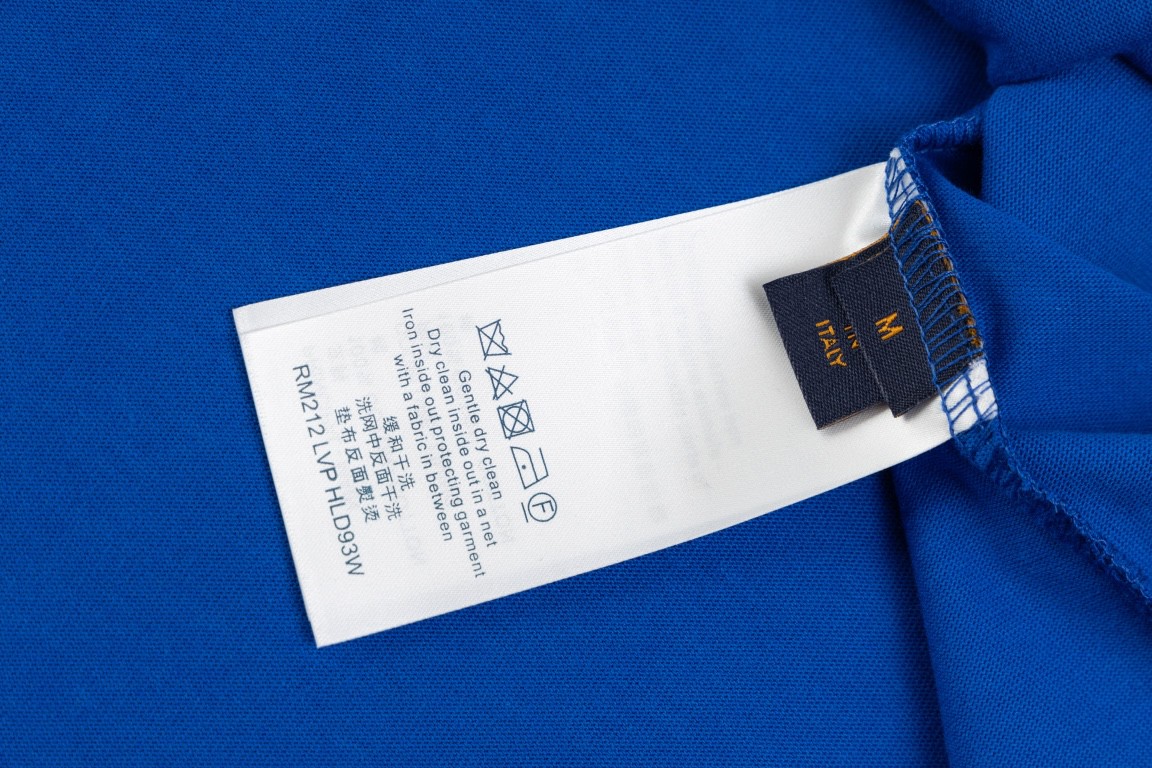 Gentle dry clean
Dry clean inside out in a net
Iron inside out protecting garment
with a fabric in between
缓和干洗
洗网中反面干洗
垫布反面熨烫
RM212 LVP HLD93W
F
M
IN
ITALY